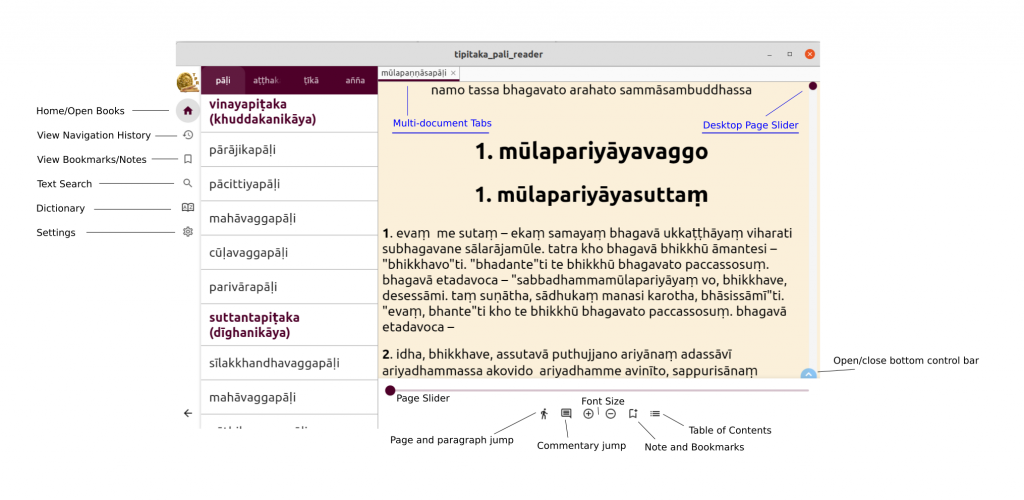 tipitaka_pali_reader
Home/Open Books
View Navigation History
View Bookmarks/Notes
Text Search
Dictionary
Settings
pāḷi aṭṭhak ṭīkā añña
vinayapiṭaka
(khuddakanikāya)
pārājikapāḷi
pācittiyapāḷi
mahāvaggapāḷi
cūḷavaggapāḷi
parivārapāḷi
suttantapiṭaka
(dīghanikāya)
sīlakkhandhavaggapāḷi
mahāvaggapāḷi
mūlapaṇṇāsapāḷi ×
namo tassa bhagavato arahato sammāsambuddhassa
Multi-document Tabs
Desktop Page Slider
1. mūlapariyāyavaggo
1. mūlapariyāyasuttaṃ
1. evaṃ me sutaṃ – ekaṃ samayaṃ bhagavā ukkaṭṭhāyaṃ viharati
subhagavane sālarājamūle. tatra kho bhagavā bhikkhū āmantesi –
"bhikkhavo"ti. "bhadante"ti te bhikkhū bhagavato paccassosuṃ.
bhagavā etadavoca – "sabbadhammamūlapariyāyaṃ vo, bhikkhave,
desessāmi. taṃ suṇātha, sādhukaṃ manasi karotha, bhāsissāmī"ti.
"evaṃ, bhante"ti kho te bhikkhū bhagavato paccassosuṃ. bhagavā
etadavoca –
2. idha, bhikkhave, assutavā puthujjano ariyānaṃ adassāvī
ariyadhammassa akovido ariyadhamme avinīto, sappurisānaṃ
Open/close bottom control bar
Page Slider
Font Size
Page and paragraph jump
Commentary jump
Note and Bookmarks
Table of Contents